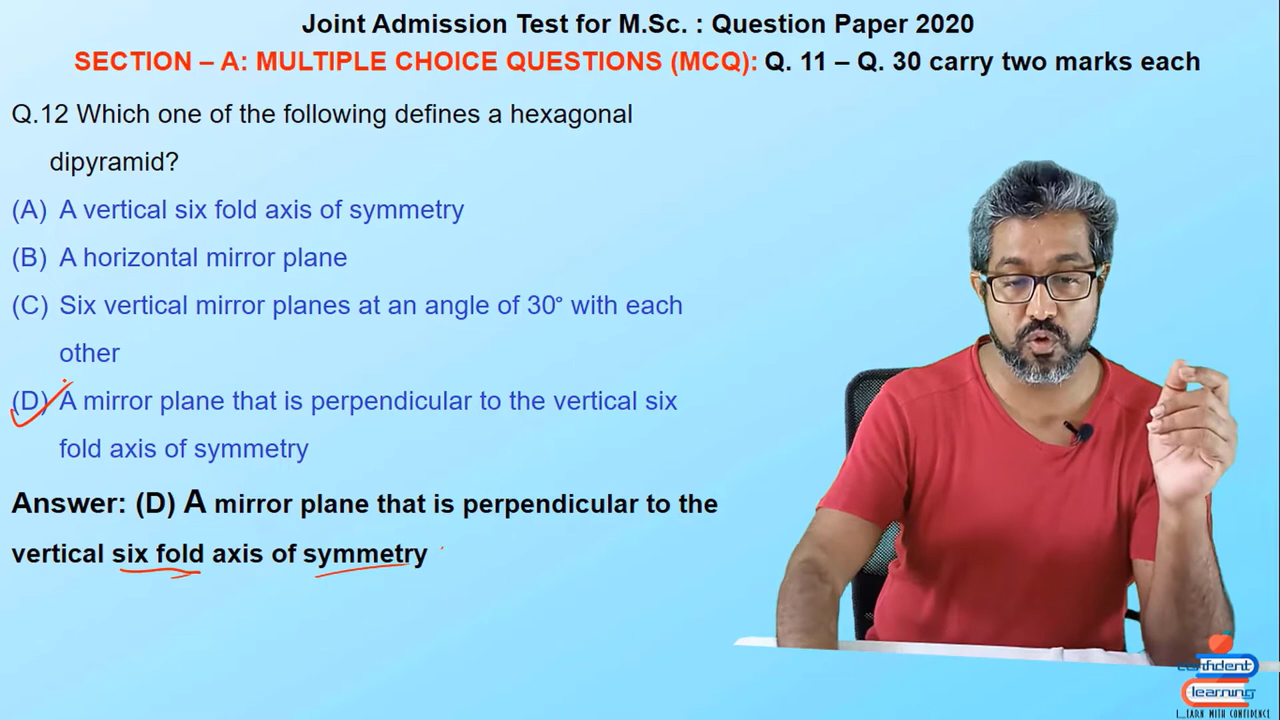 Joint Admission Test for M.Sc. : Question Paper 2020
SECTION – A: MULTIPLE CHOICE QUESTIONS (MCQ): Q. 11 – Q. 30 carry two marks each
Q.12 Which one of the following defines a hexagonal
dipyramid?
(A) A vertical six fold axis of symmetry
(B) A horizontal mirror plane
(C) Six vertical mirror planes at an angle of 30° with each
other
(D) A mirror plane that is perpendicular to the vertical six
fold axis of symmetry
Answer: (D) A mirror plane that is perpendicular to the
vertical six fold axis of symmetry
confident
learning
LEARN WITH CONFIDENCE